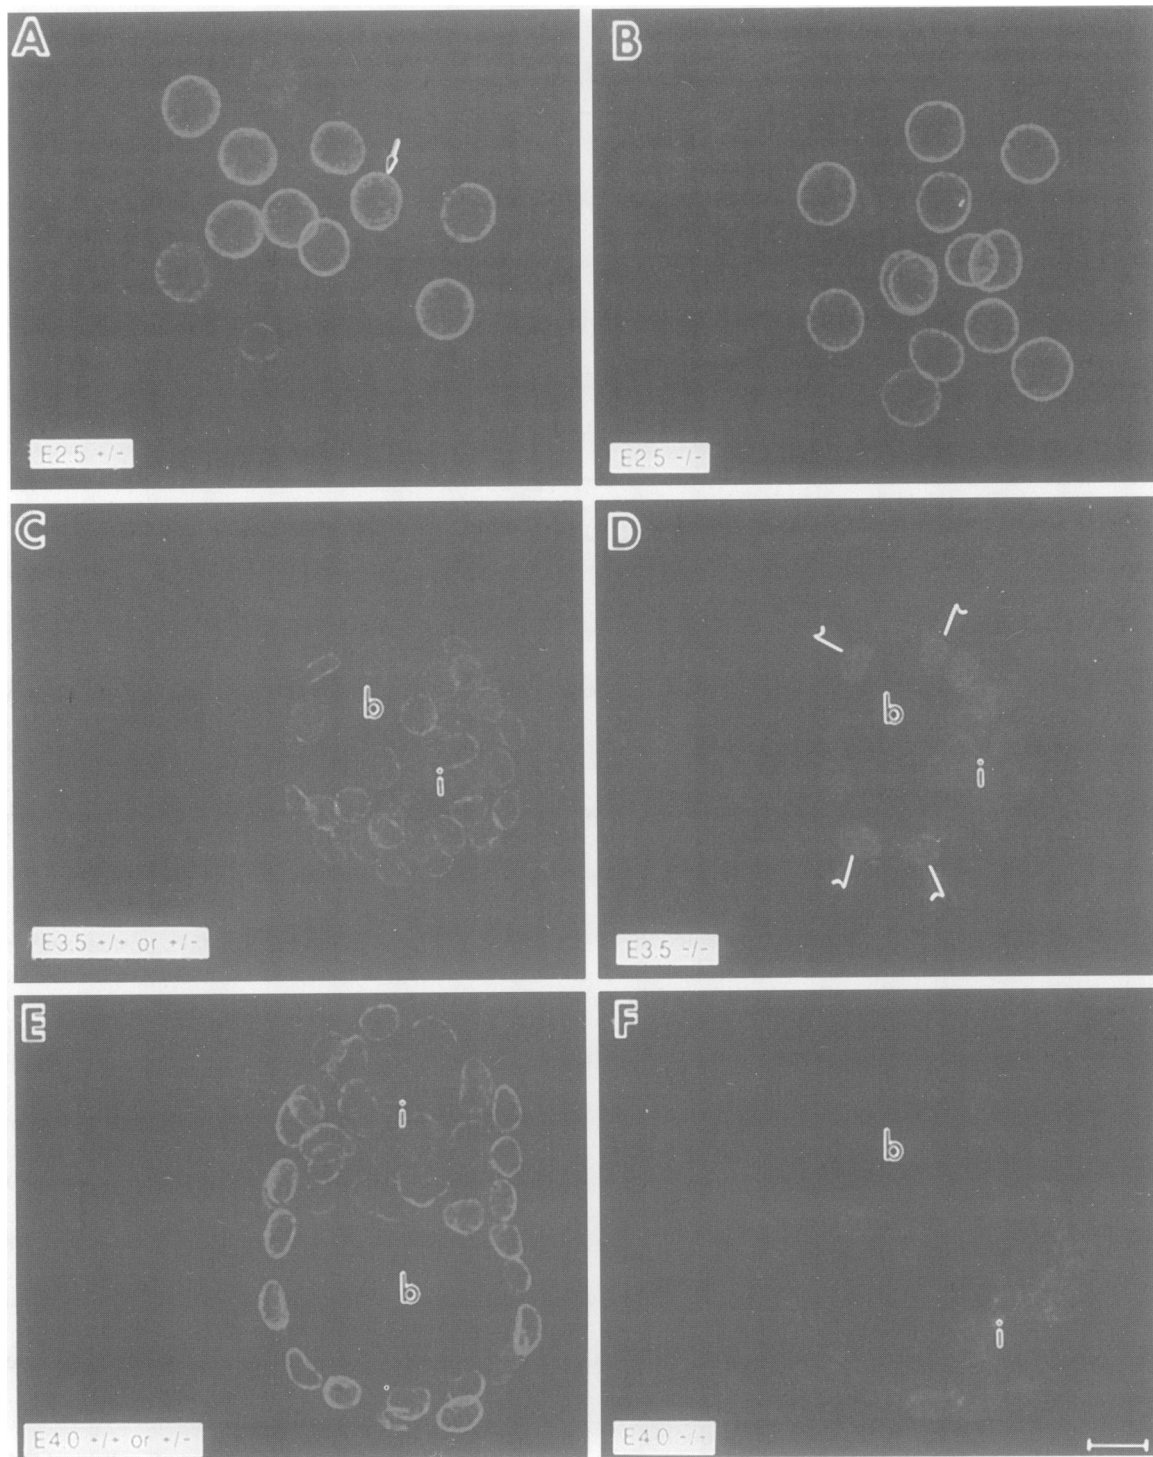 A
B
E2.5 +/-
E2.5 -/-
C
D
b
b
i
i
E3.5 +/+ or +/-
E3.5 -/-
E
F
i
b
b
i
E4.0 +/+ or +/-
E4.0 -/-